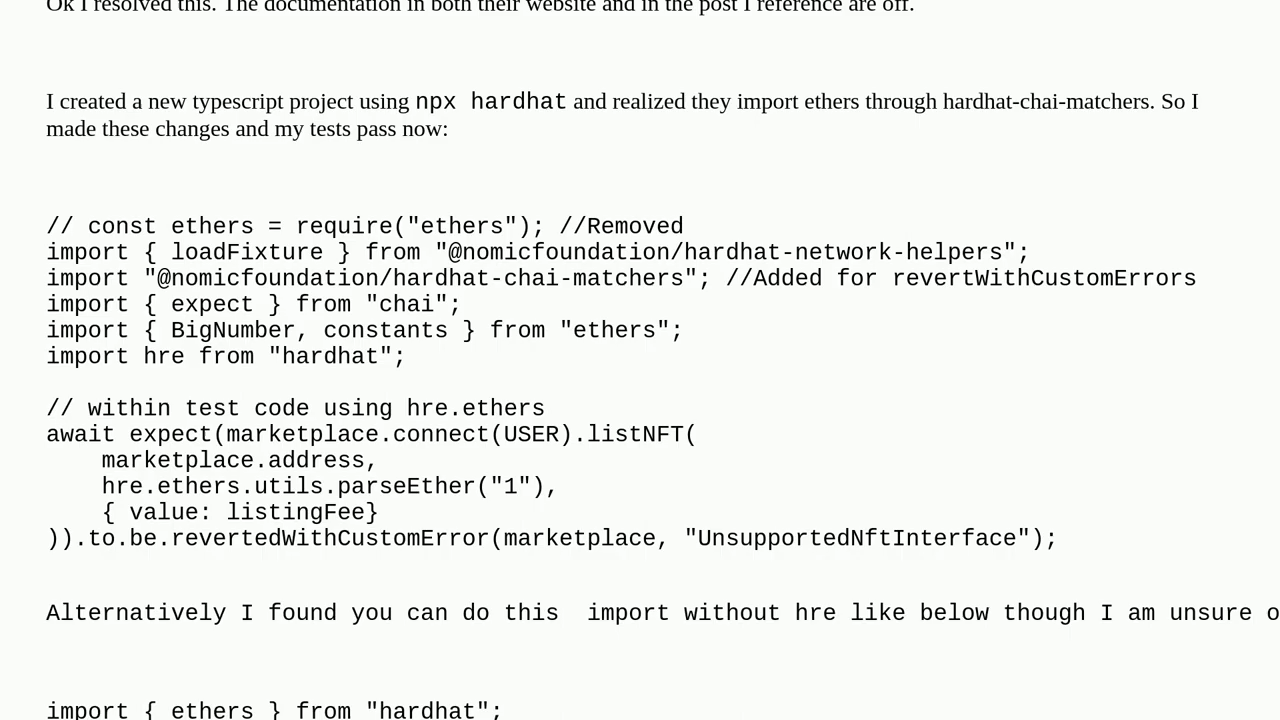 Ok I resolved this. The documentation in both their website and in the post I reference are off.
I created a new typescript project using npx hardhat and realized they import ethers through hardhat-chai-matchers. So I
made these changes and my tests pass now:
// const ethers = require("ethers"); //Removed
import { loadFixture } from "@nomicfoundation/hardhat-network-helpers";
import "@nomicfoundation/hardhat-chai-matchers"; //Added for revertWithCustomErrors
import { expect } from "chai";
import { BigNumber, constants } from "ethers";
import hre from "hardhat";
// within test code using hre.ethers
await expect(marketplace.connect(USER).listNFT(
    marketplace.address,
    hre.ethers.utils.parseEther("1"),
    { value: listingFee}
)).to.be.revertedWithCustomError(marketplace, "UnsupportedNftInterface");
Alternatively I found you can do this  import without hre like below though I am unsure
import { ethers } from "hardhat";